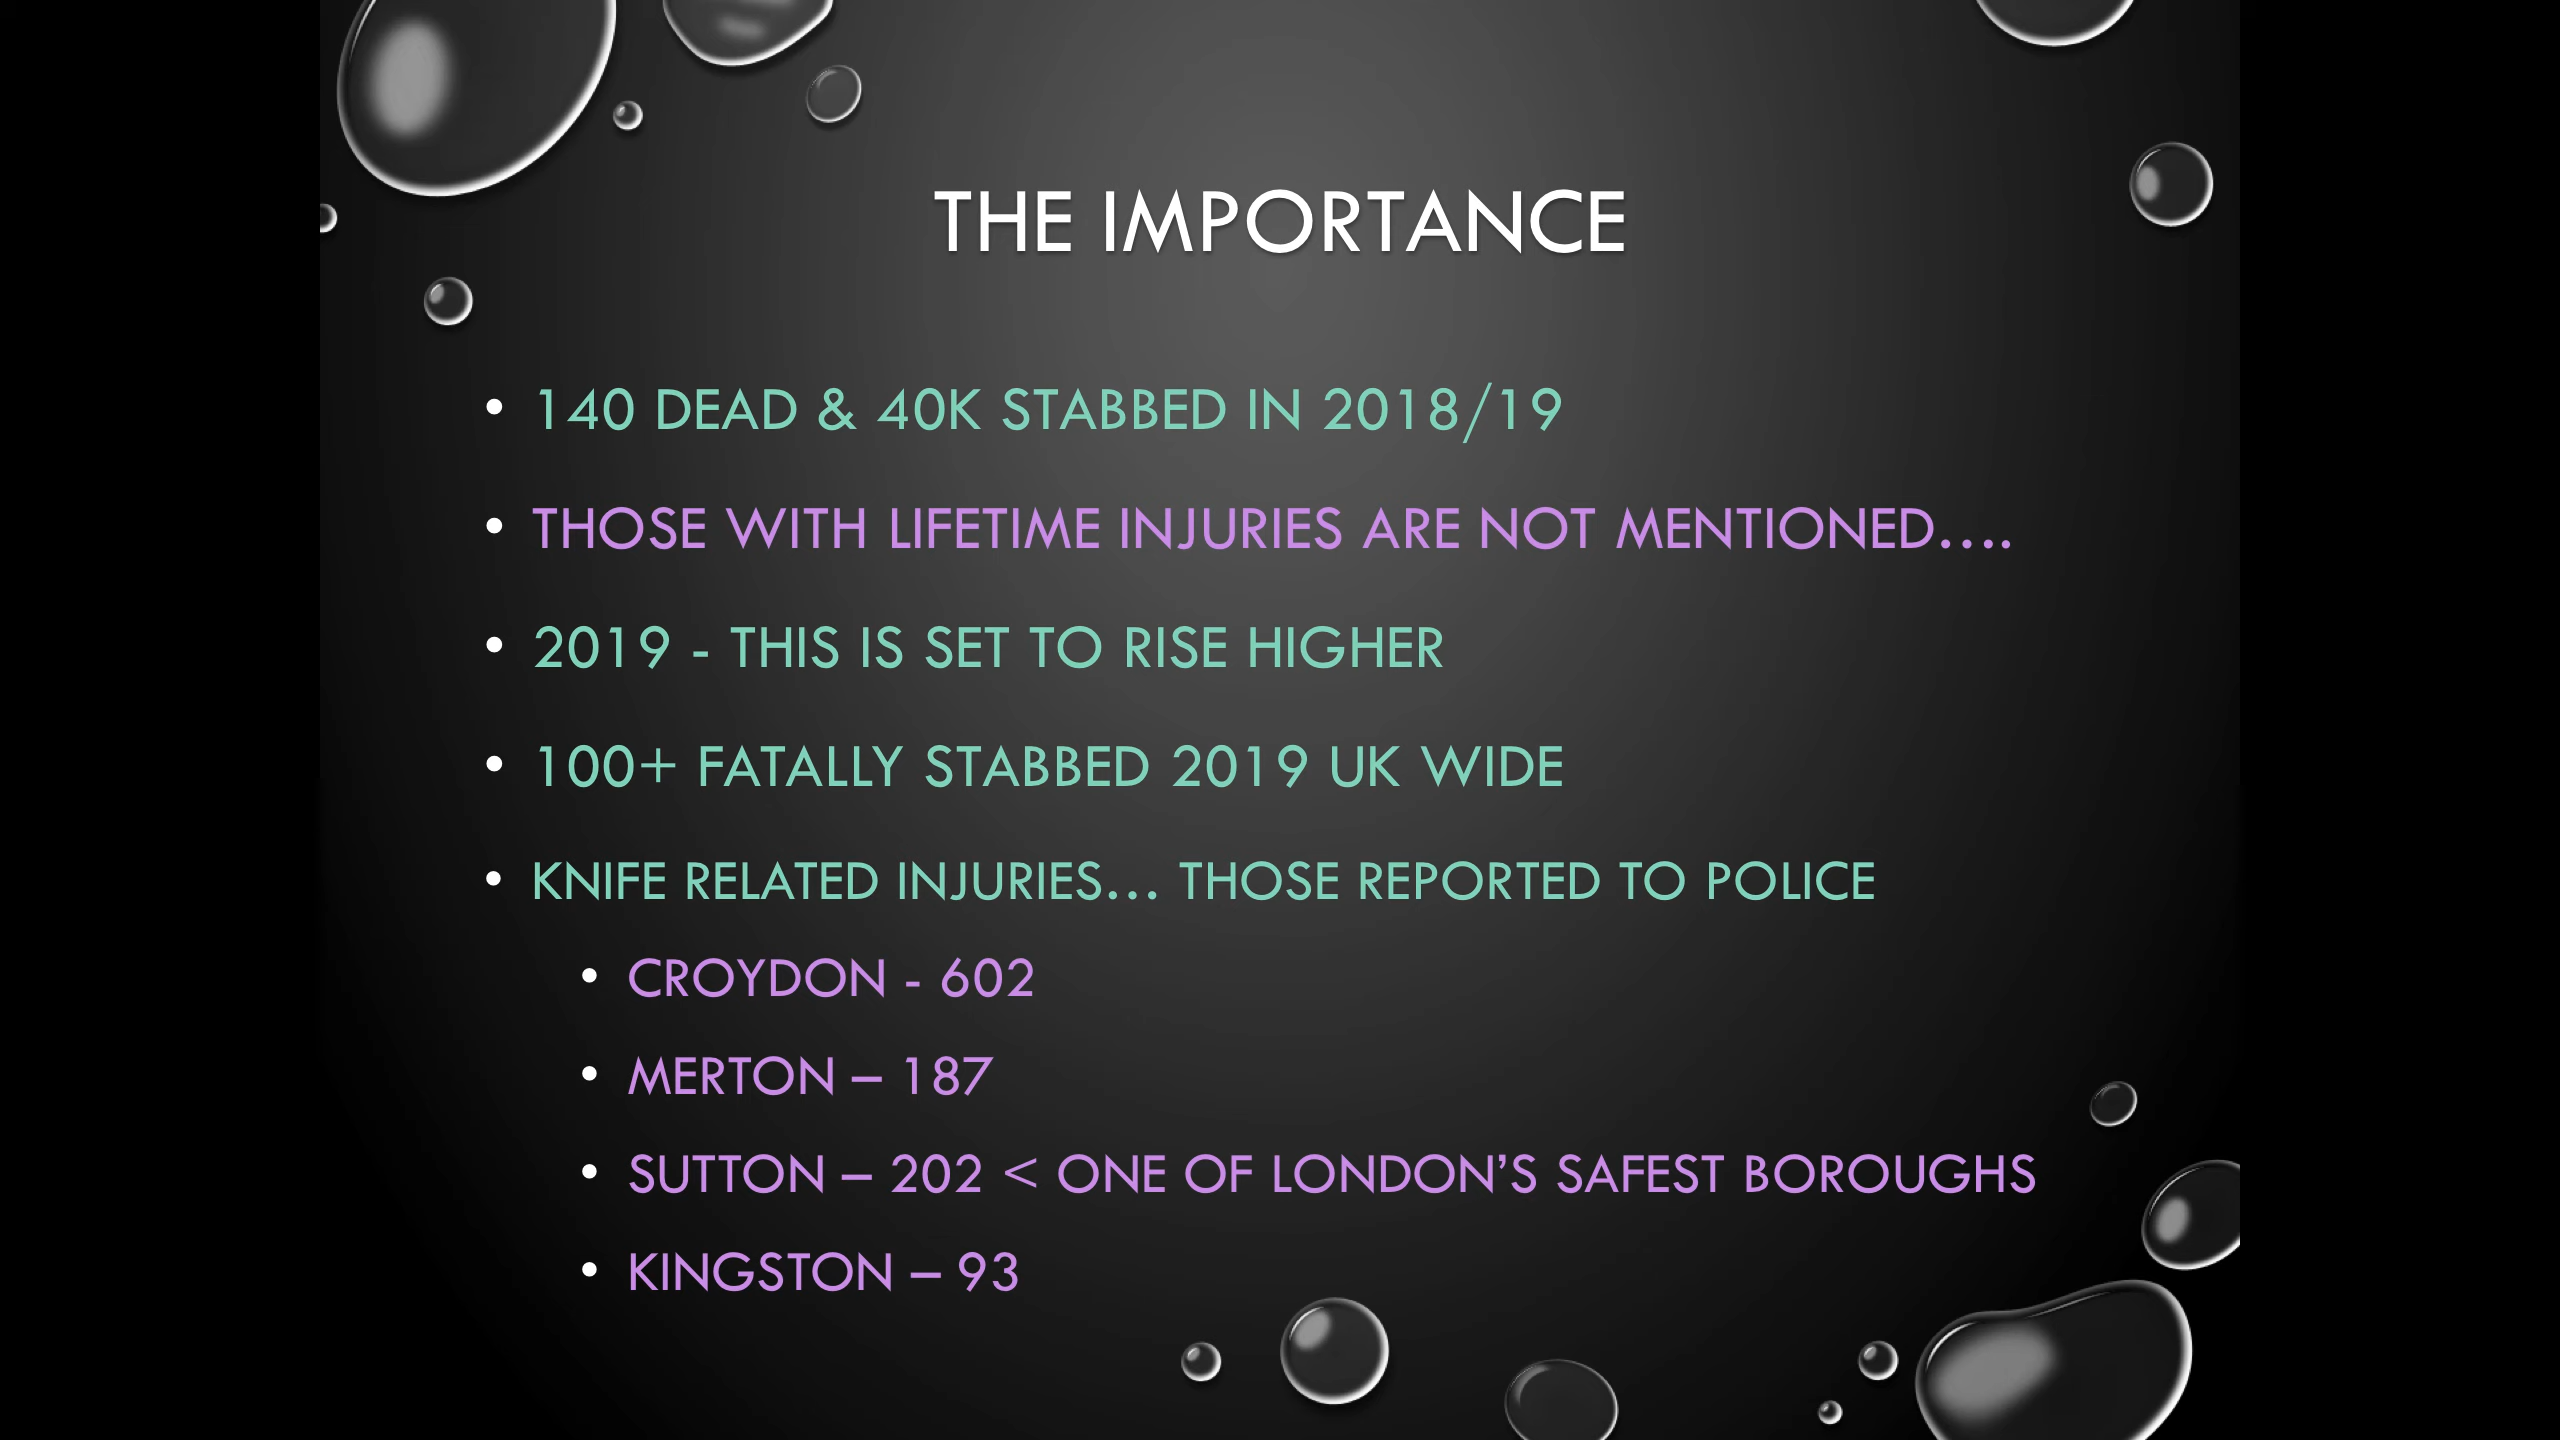 THE IMPORTANCE
• 140 DEAD & 40K STABBED IN 2018/19
• THOSE WITH LIFETIME INJURIES ARE NOT MENTIONED….
• 2019 - THIS IS SET TO RISE HIGHER
• 100+ FATALLY STABBED 2019 UK WIDE
• KNIFE RELATED INJURIES… THOSE REPORTED TO POLICE
• CROYDON - 602
• MERTON – 187
• SUTTON – 202 < ONE OF LONDON’S SAFEST BOROUGHS
• KINGSTON – 93